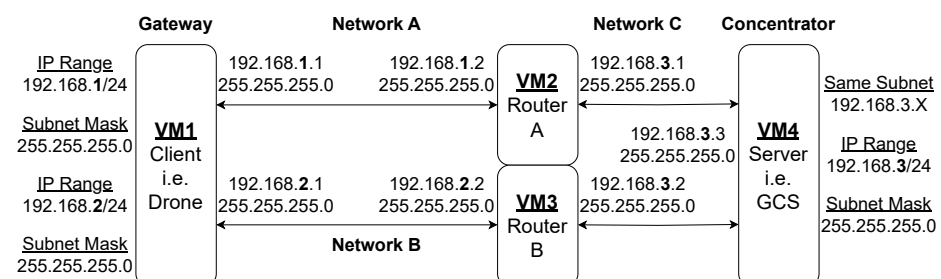 Gateway
Network A
Network C
Concentrator
IP Range
192.168.1/24
Subnet Mask
255.255.255.0
IP Range
192.168.2/24
Subnet Mask
255.255.255.0
VM1
Client
i.e.
Drone
192.168.1.1
255.255.255.0
192.168.1.2
255.255.255.0
192.168.2.1
255.255.255.0
192.168.2.2
255.255.255.0
Network B
VM2
Router
A
VM3
Router
B
192.168.3.1
255.255.255.0
192.168.3.3
255.255.255.0
192.168.3.2
255.255.255.0
VM4
Server
i.e.
GCS
Same Subnet
192.168.3.X
IP Range
192.168.3/24
Subnet Mask
255.255.255.0